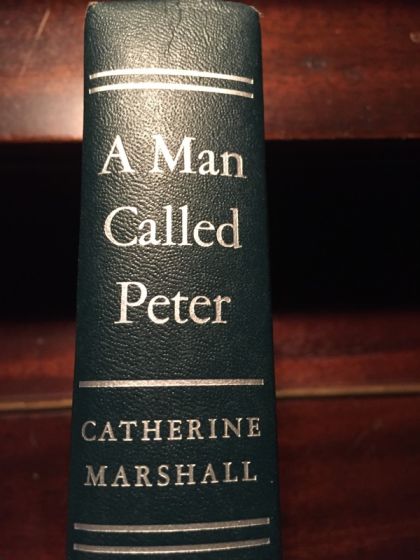 A Man
Called
Peter
CATHERINE
MARSHALL